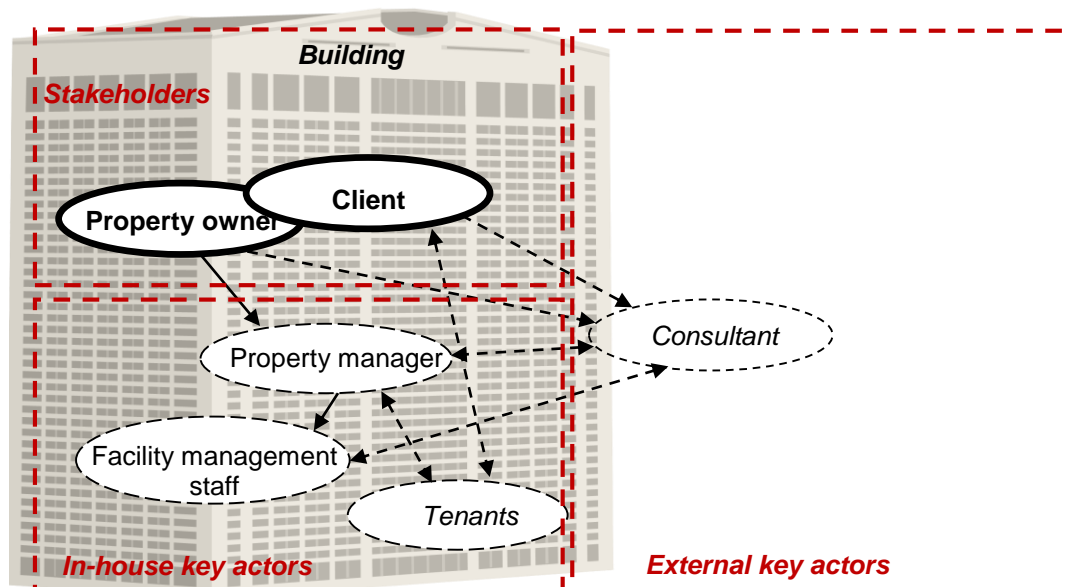 Building
Stakeholders
Client
Property owner
Consultant
Property manager
Facility management
staff
Tenants
In-house key actors
External key actors